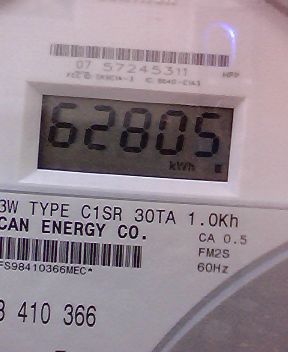 07 57245311
62805
kWh
3W TYPE C1SR 30TA 1.0Kh
CAN ENERGY CO.
CA 0.5
FM2S
FS98410366MEC*
60Hz
3 410 366